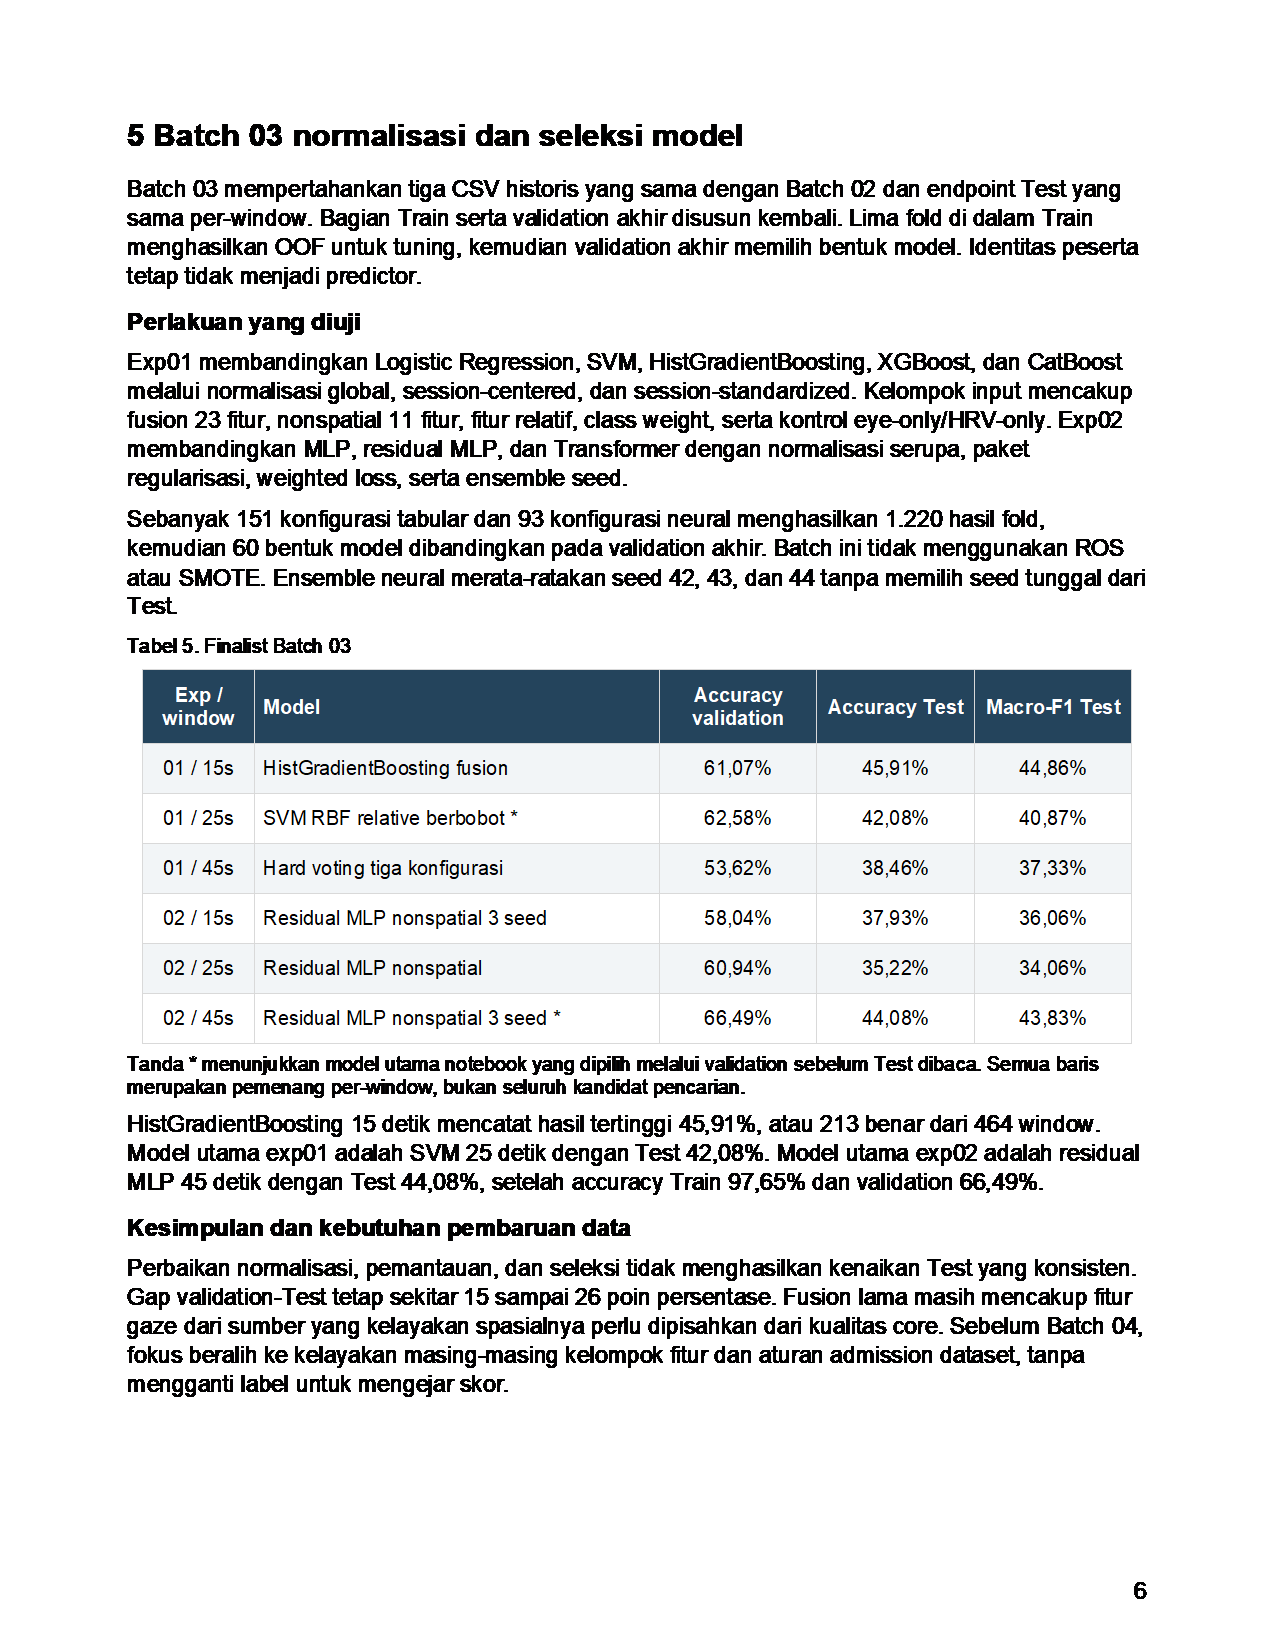 5 Batch 03 normalisasi dan seleksi model
Batch 03 mempertahankan tiga CSV historis yang sama dengan Batch 02 dan endpoint Test yang
sama per-window. Bagian Train serta validation akhir disusun kembali. Lima fold di dalam Train
menghasilkan OOF untuk tuning, kemudian validation akhir memilih bentuk model. Identitas peserta
tetap tidak menjadi predictor.
Perlakuan yang diuji
Exp01 membandingkan Logistic Regression, SVM, HistGradientBoosting, XGBoost, dan CatBoost
melalui normalisasi global, session-centered, dan session-standardized. Kelompok input mencakup
fusion 23 fitur, nonspatial 11 fitur, fitur relatif, class weight, serta kontrol eye-only/HRV-only. Exp02
membandingkan MLP, residual MLP, dan Transformer dengan normalisasi serupa, paket
regularisasi, weighted loss, serta ensemble seed.
Sebanyak 151 konfigurasi tabular dan 93 konfigurasi neural menghasilkan 1.220 hasil fold,
kemudian 60 bentuk model dibandingkan pada validation akhir. Batch ini tidak menggunakan ROS
atau SMOTE. Ensemble neural merata-ratakan seed 42, 43, dan 44 tanpa memilih seed tunggal dari
Test.
Tabel 5. Finalist Batch 03
Exp / window Model Accuracy validation Accuracy Test Macro-F1 Test
01 / 15s HistGradientBoosting fusion 61,07% 45,91% 44,86%
01 / 25s SVM RBF relative berbobot * 62,58% 42,08% 40,87%
01 / 45s Hard voting tiga konfigurasi 53,62% 38,46% 37,33%
02 / 15s Residual MLP nonspatial 3 seed 58,04% 37,93% 36,06%
02 / 25s Residual MLP nonspatial 60,94% 35,22% 34,06%
02 / 45s Residual MLP nonspatial 3 seed * 66,49% 44,08% 43,83%
Tanda * menunjukkan model utama notebook yang dipilih melalui validation sebelum Test dibaca. Semua baris
merupakan pemenang per-window, bukan seluruh kandidat pencarian.
HistGradientBoosting 15 detik mencatat hasil tertinggi 45,91%, atau 213 benar dari 464 window.
Model utama exp01 adalah SVM 25 detik dengan Test 42,08%. Model utama exp02 adalah residual
MLP 45 detik dengan Test 44,08%, setelah accuracy Train 97,65% dan validation 66,49%.
Kesimpulan dan kebutuhan pembaruan data
Perbaikan normalisasi, pemantauan, dan seleksi tidak menghasilkan kenaikan Test yang konsisten.
Gap validation-Test tetap sekitar 15 sampai 26 poin persentase. Fusion lama masih mencakup fitur
gaze dari sumber yang kelayakan spasialnya perlu dipisahkan dari kualitas core. Sebelum Batch 04,
fokus beralih ke kelayakan masing-masing kelompok fitur dan aturan admission dataset, tanpa
mengganti label untuk mengejar skor.
6